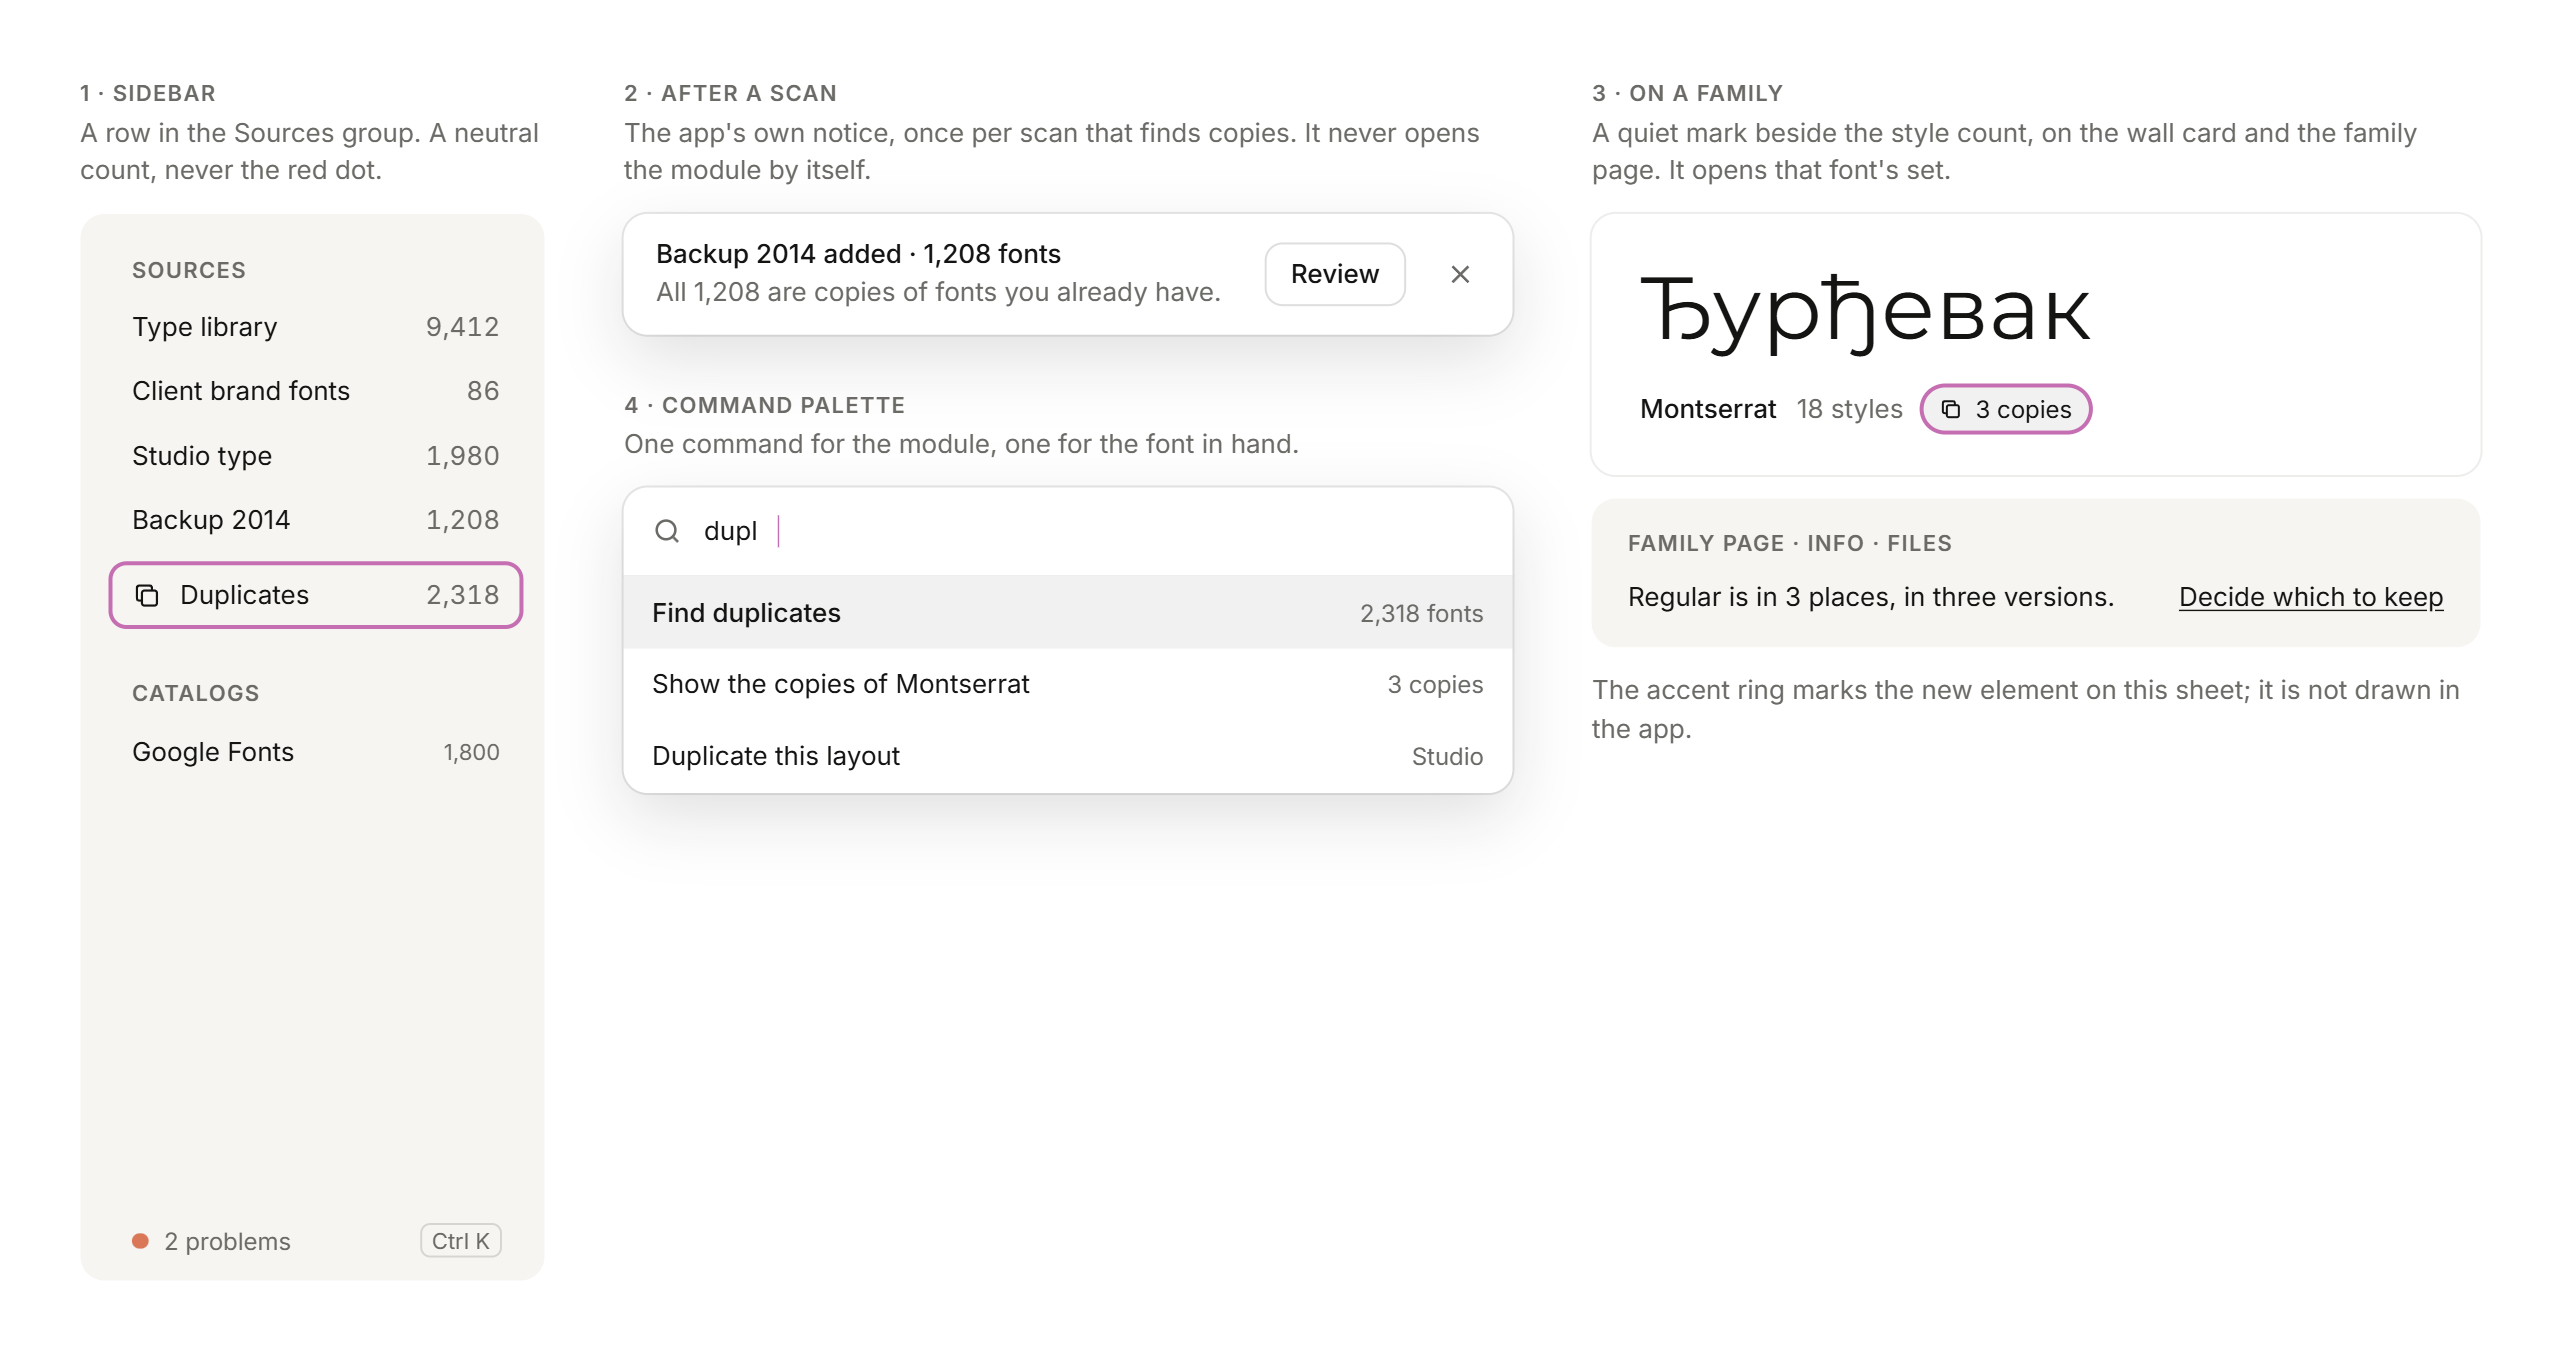 1 · SIDEBAR
A row in the Sources group. A neutral
count, never the red dot.
SOURCES
Type library 9,412
Client brand fonts 86
Studio type 1,980
Backup 2014 1,208
Duplicates 2,318
CATALOGS
Google Fonts 1,800
2 problems Ctrl K
2 · AFTER A SCAN
The app's own notice, once per scan that finds copies. It never opens
the module by itself.
Backup 2014 added · 1,208 fonts
All 1,208 are copies of fonts you already have.
Review
4 · COMMAND PALETTE
One command for the module, one for the font in hand.
dupl
Find duplicates 2,318 fonts
Show the copies of Montserrat 3 copies
Duplicate this layout Studio
3 · ON A FAMILY
A quiet mark beside the style count, on the wall card and the family
page. It opens that font's set.
Ђурђевак
Montserrat 18 styles 3 copies
FAMILY PAGE · INFO · FILES
Regular is in 3 places, in three versions. Decide which to keep
The accent ring marks the new element on this sheet; it is not drawn in
the app.